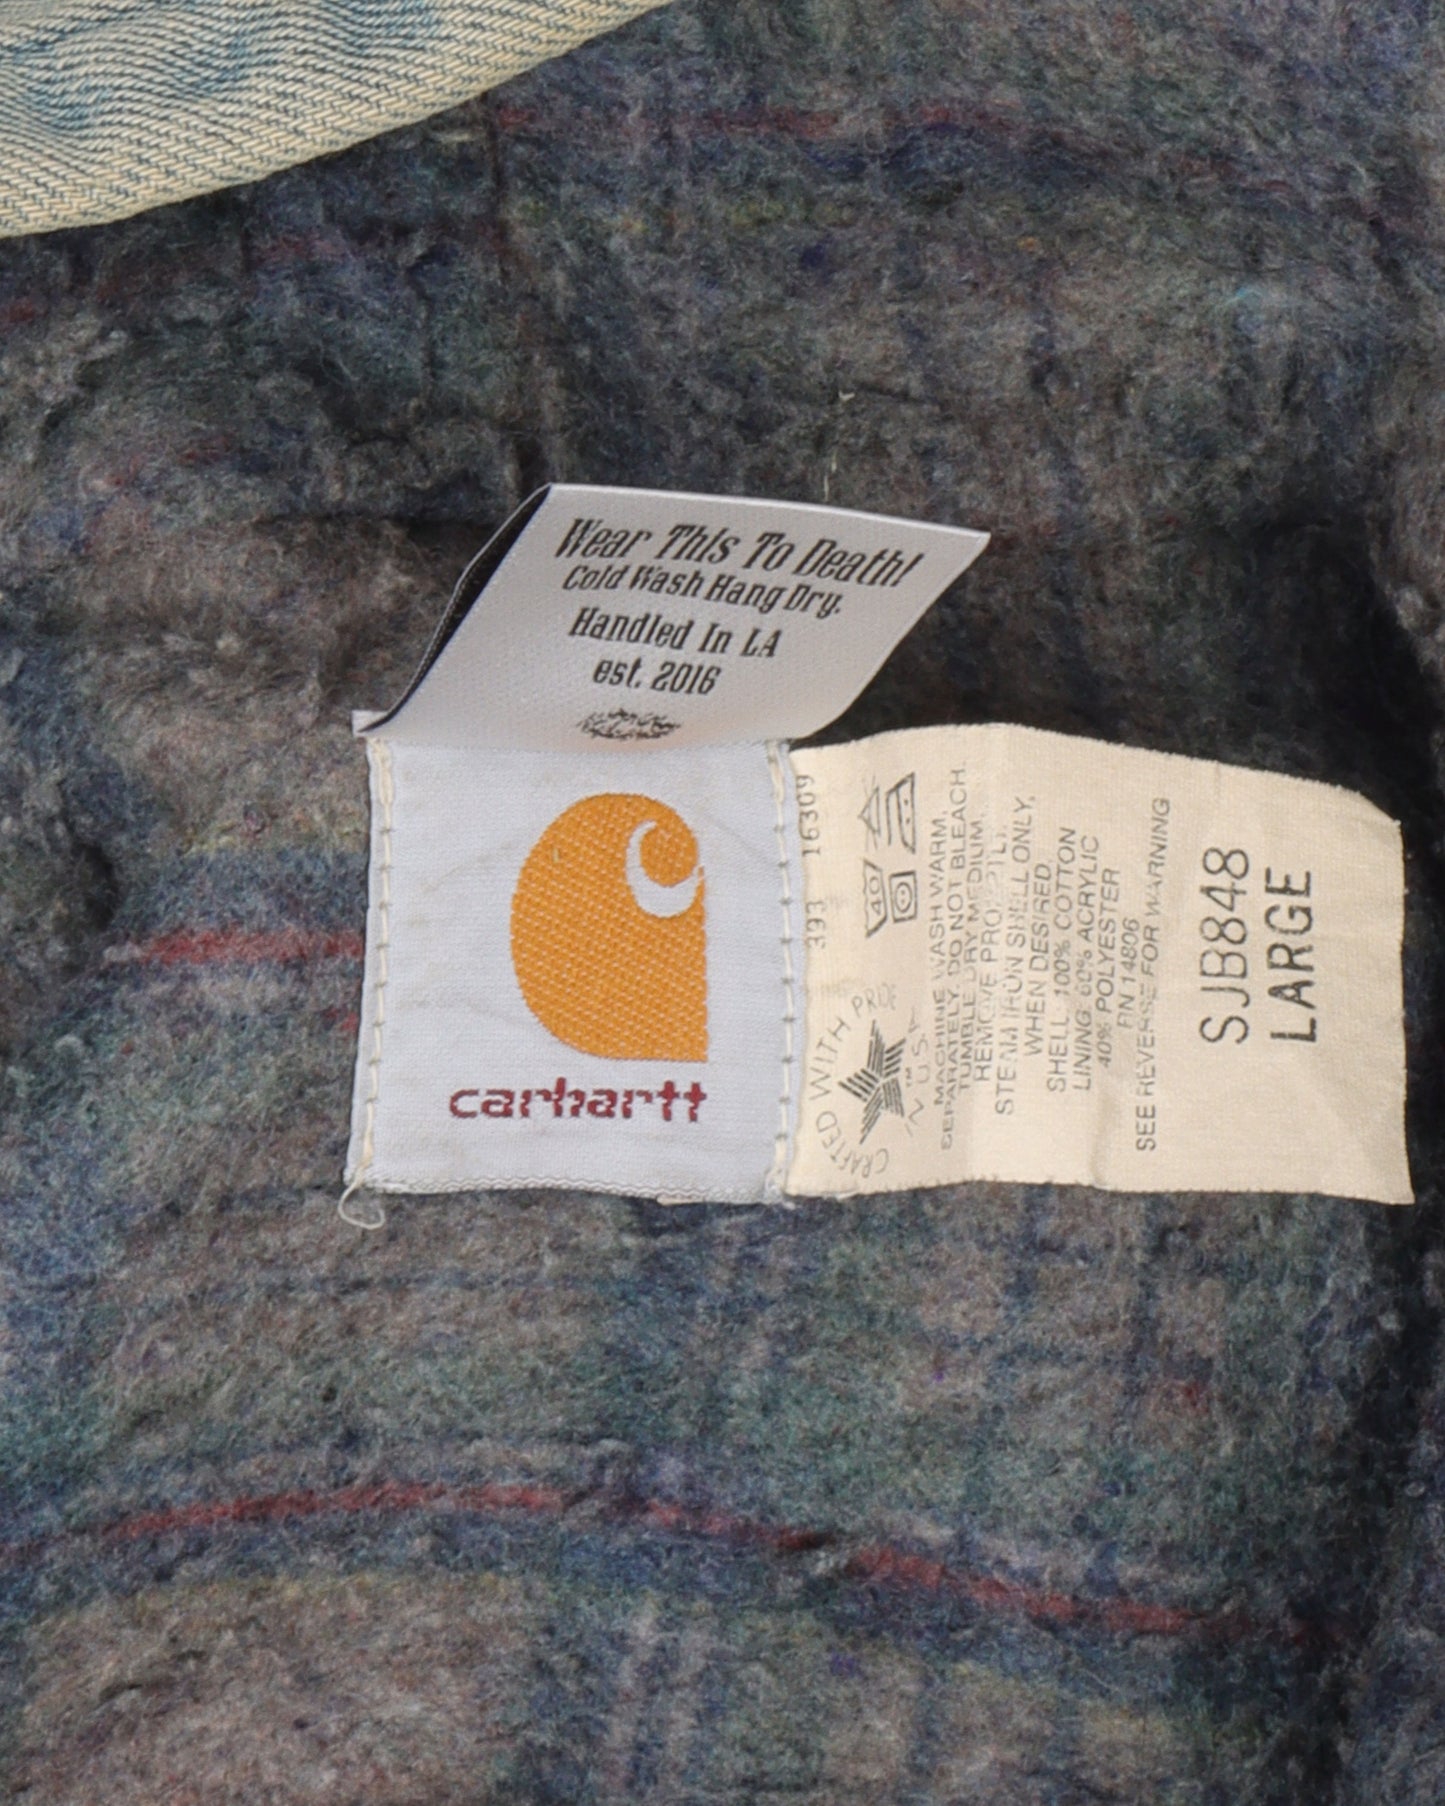 Wear This To Death!
Cold Wash Hang Dry.
Handled In LA
est. 2016
carhartt
393 16309
40
CRAFTED WITH PRIDE
IN U.S.A.
MACHINE WASH WARM,
SEPARATELY. DO NOT BLEACH.
TUMBLE DRY MEDIUM.
REMOVE PROMPTLY.
STEAM IRON SHELL ONLY,
WHEN DESIRED
SHELL: 100% COTTON
LINING: 60% ACRYLIC
40% POLYESTER
RN 14806
SEE REVERSE FOR WARNING
SJB848
LARGE